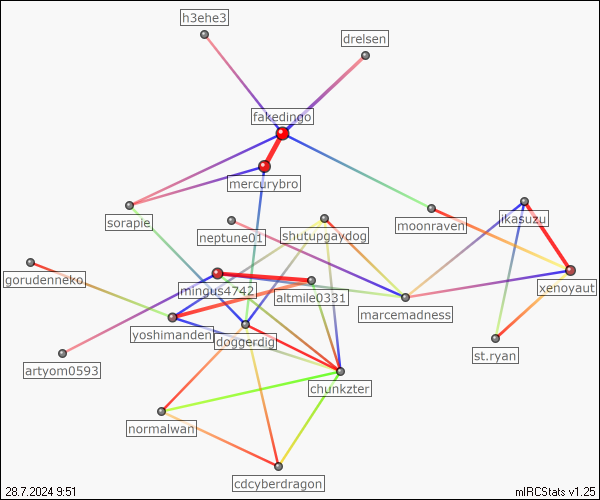 h3ehe3
drelsen
fakedingo
mercurybro
sorapie
moonraven
ikasuzu
neptune01
shutupgaydog
gorudenneko
mingus4742
altmile0331
xenoyaut
marcemadness
yoshimanden
doggerdig
st.ryan
artyom0593
chunkzter
normalwan
cdcyberdragon
28.7.2024 9:51
mIRCStats v1.25